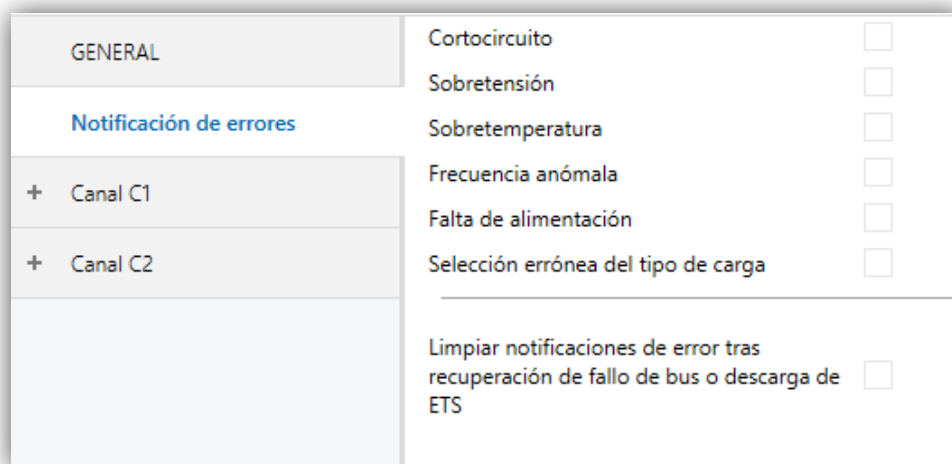 GENERAL
Notificación de errores
+ Canal C1
+ Canal C2
Cortocircuito
Sobretensión
Sobretemperatura
Frecuencia anómala
Falta de alimentación
Selección errónea del tipo de carga
Limpiar notificaciones de error tras
recuperación de fallo de bus o descarga de
ETS